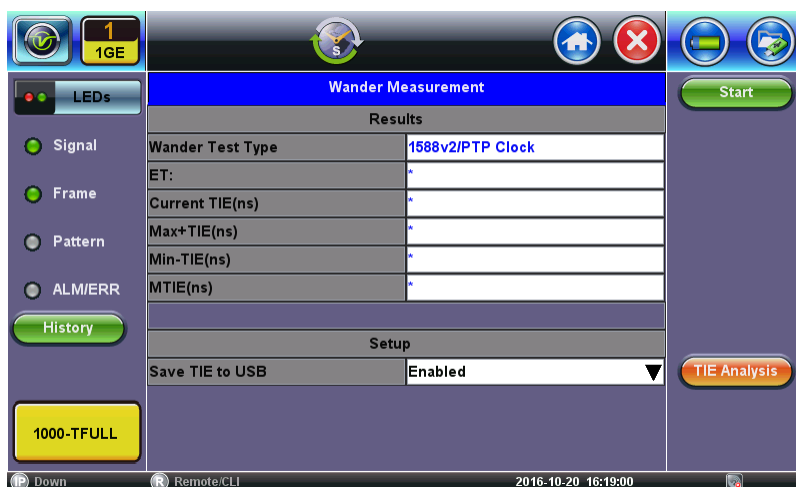 1
1GE
S
LEDs
Wander Measurement
Start
Results
Signal
Wander Test Type
1588v2/PTP Clock
ET:
*
Frame
Current TIE(ns)
*
Max+TIE(ns)
*
Pattern
Min-TIE(ns)
*
ALM/ERR
MTIE(ns)
*
History
Setup
Save TIE to USB
Enabled
TIE Analysis
1000-TFULL
IP Down
R Remote/CLI
2016-10-20 16:19:00